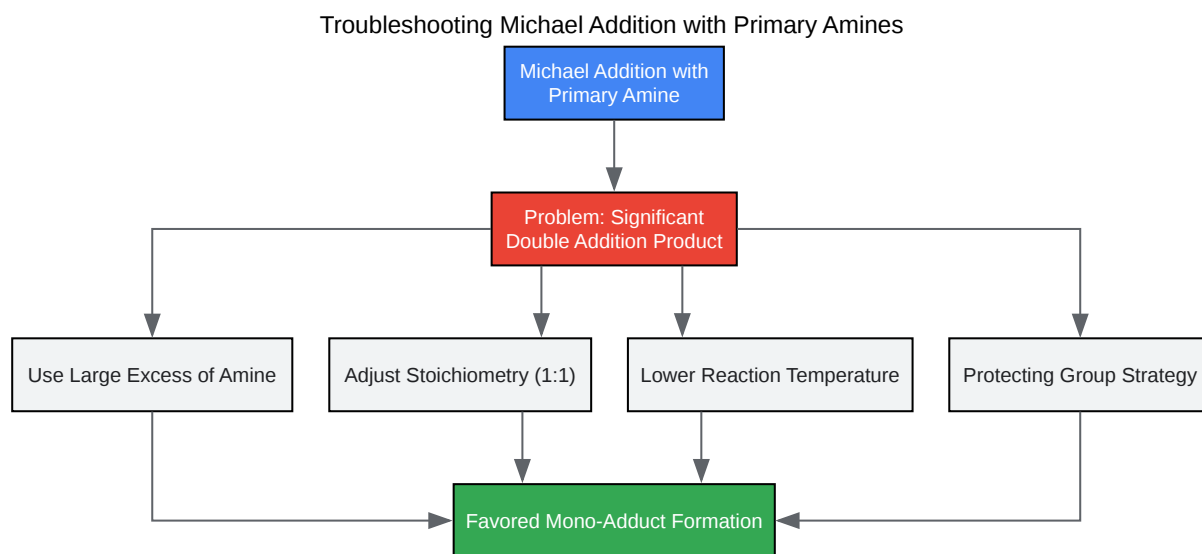 Troubleshooting Michael Addition with Primary Amines
Michael Addition with
Primary Amine
Problem: Significant
Double Addition Product
Use Large Excess of Amine
Adjust Stoichiometry (1:1)
Lower Reaction Temperature
Protecting Group Strategy
Favored Mono-Adduct Formation